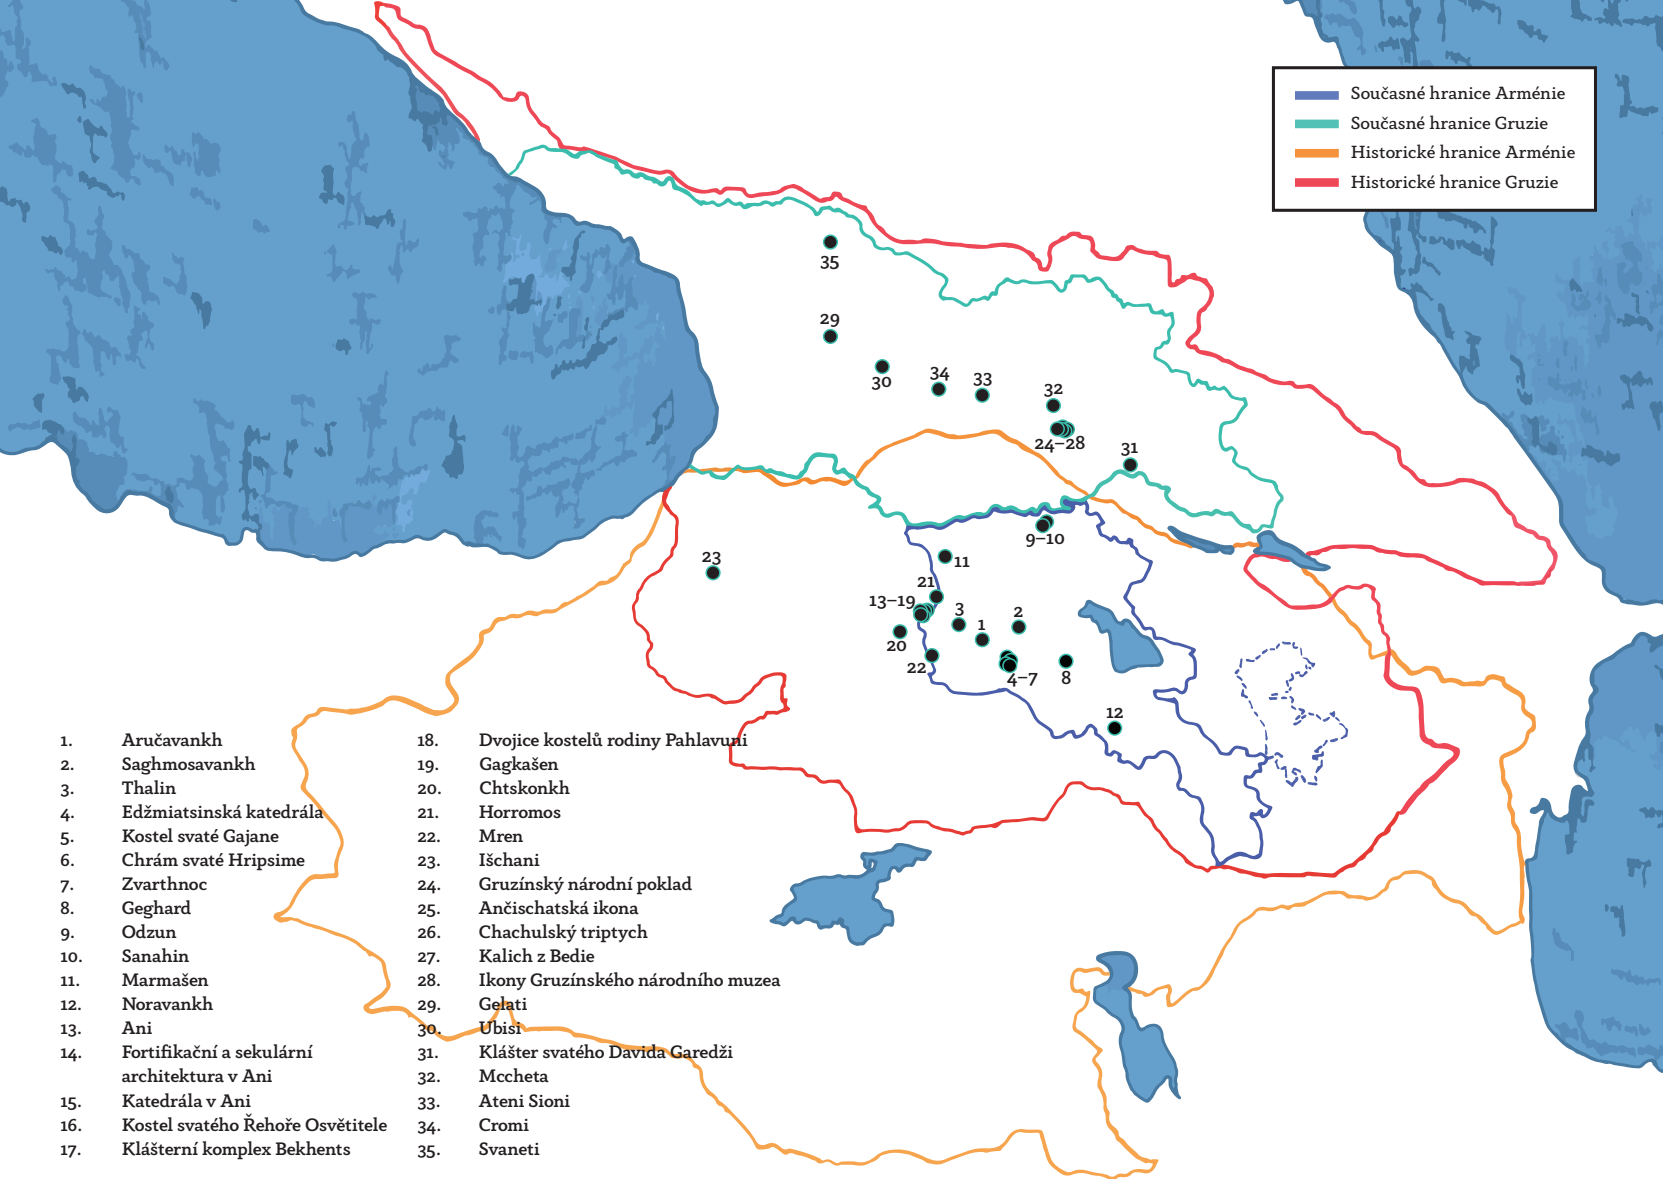 Současné hranice Arménie
Současné hranice Gruzie
Historické hranice Arménie
Historické hranice Gruzie
35
29
30
34
33
32
24–28
31
9–10
11
23
21
13–19
3
1
2
20
22
4–7
8
12
1. Aručavankh
2. Saghmosavankh
3. Thalin
4. Edžmiatsinská katedrála
5. Kostel svaté Gajane
6. Chrám svaté Hripsime
7. Zvarthnoc
8. Geghard
9. Odzun
10. Sanahin
11. Marmašen
12. Noravankh
13. Ani
14. Fortifikační a sekulární
architektura v Ani
15. Katedrála v Ani
16. Kostel svatého Řehoře Osvětitele
17. Klášterní komplex Bekhents
18. Dvojice kostelů rodiny Pahlavuni
19. Gagkašen
20. Chtskonkh
21. Horromos
22. Mren
23. Išchani
24. Gruzínský národní poklad
25. Ančischatská ikona
26. Chachulský triptych
27. Kalich z Bedie
28. Ikony Gruzínského národního muzea
29. Gelati
30. Ubisi
31. Klášter svatého Davida Garedži
32. Mccheta
33. Ateni Sioni
34. Cromi
35. Svaneti